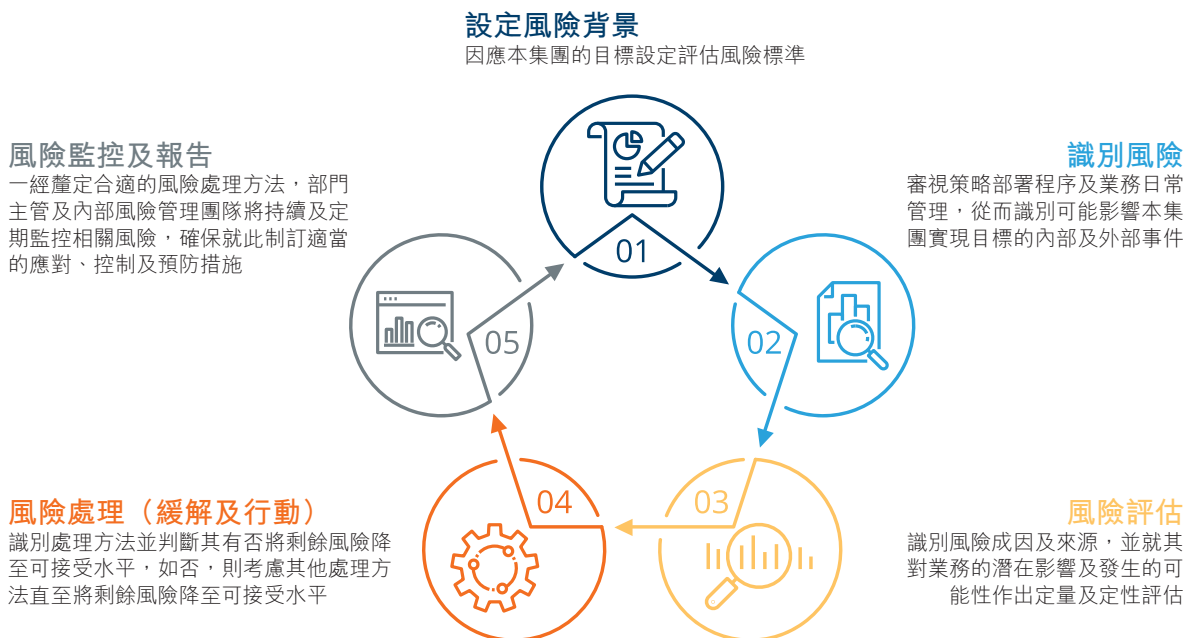 設定風險背景
因應本集團的目標設定評估風險標準
01
識別風險
審視策略部署程序及業務日常
管理，從而識別可能影響本集
團實現目標的內部及外部事件
02
風險評估
識別風險成因及來源，並就其
對業務的潛在影響及發生的可
能性作出定量及定性評估
03
風險處理（緩解及行動）
識別處理方法並判斷其有否將剩餘風險降
至可接受水平，如否，則考慮其他處理方
法直至將剩餘風險降至可接受水平
04
風險監控及報告
一經釐定合適的風險處理方法，部門
主管及內部風險管理團隊將持續及定
期監控相關風險，確保就此制訂適當
的應對、控制及預防措施
05